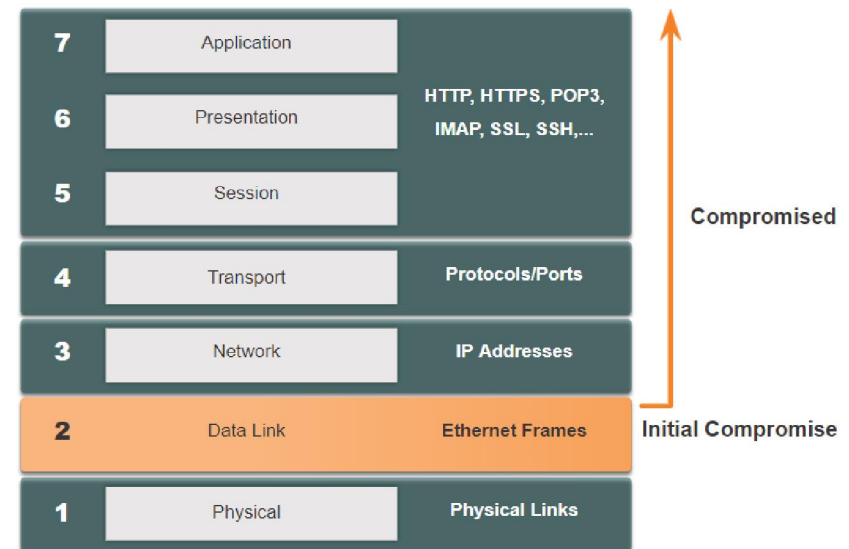 7 Application
HTTP, HTTPS, POP3,
6 Presentation
IMAP, SSL, SSH,...
5 Session
Compromised
4 Transport Protocols/Ports
3 Network IP Addresses
2 Data Link Ethernet Frames Initial Compromise
1 Physical Physical Links